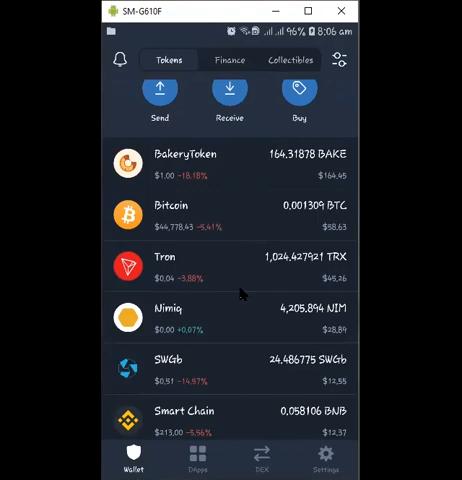 SM-G610F
96% 8:06 am
Tokens Finance Collectibles
Send Receive Buy
BakeryToken 164.31878 BAKE
$1.00 -18.18% $164.45
Bitcoin 0.001309 BTC
$44,778.43 -5.41% $58.63
Tron 1,024.427921 TRX
$0.04 -3.88% $45.26
Nimiq 4,205.894 NIM
$0.00 +0.07% $28.89
SWGb 24.486775 SWGb
$0.51 -14.97% $12.55
Smart Chain 0.058106 BNB
$213.00 -5.56% $12.37
Wallet DApps DEX Settings